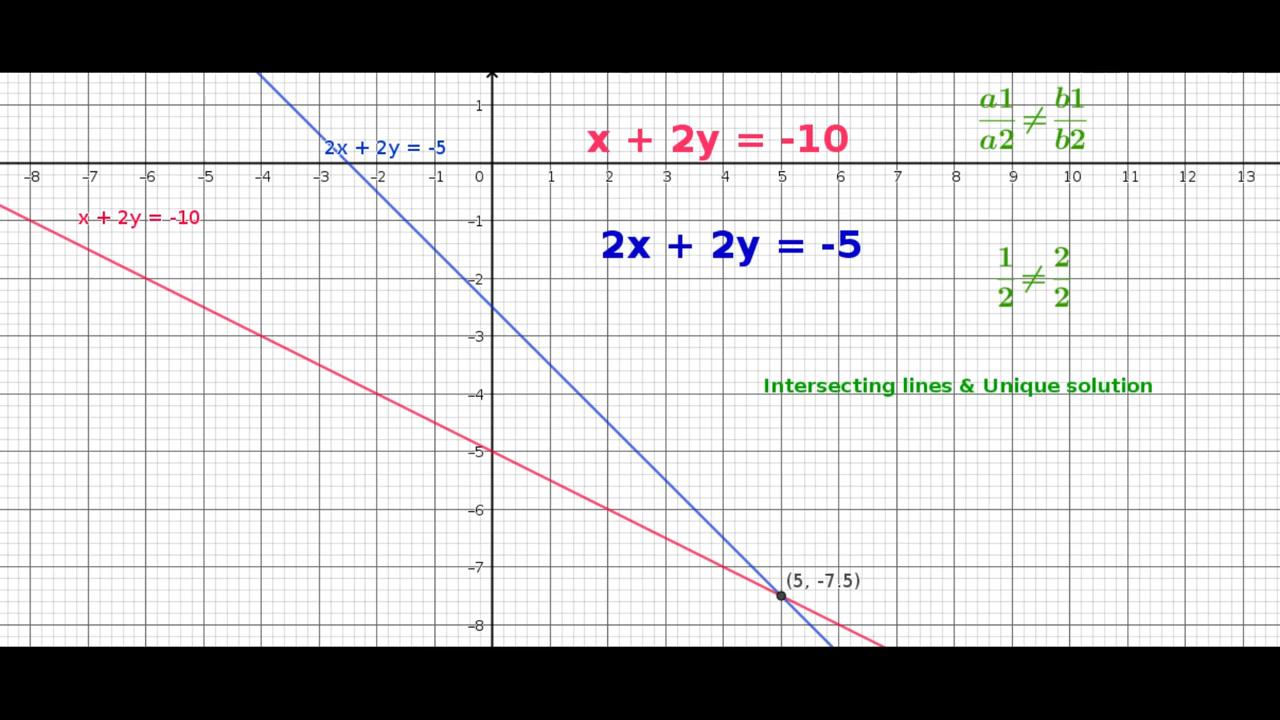 1
2x + 2y = -5
x + 2y = -10
a1/a2 ≠ b1/b2
-8 -7 -6 -5 -4 -3 -2 -1 0 1 2 3 4 5 6 7 8 9 10 11 12 13
x + 2y = -10
-1
2x + 2y = -5
1/2 ≠ 2/2
-2
-3
Intersecting lines & Unique solution
-4
-5
-6
-7
(5, -7.5)
-8